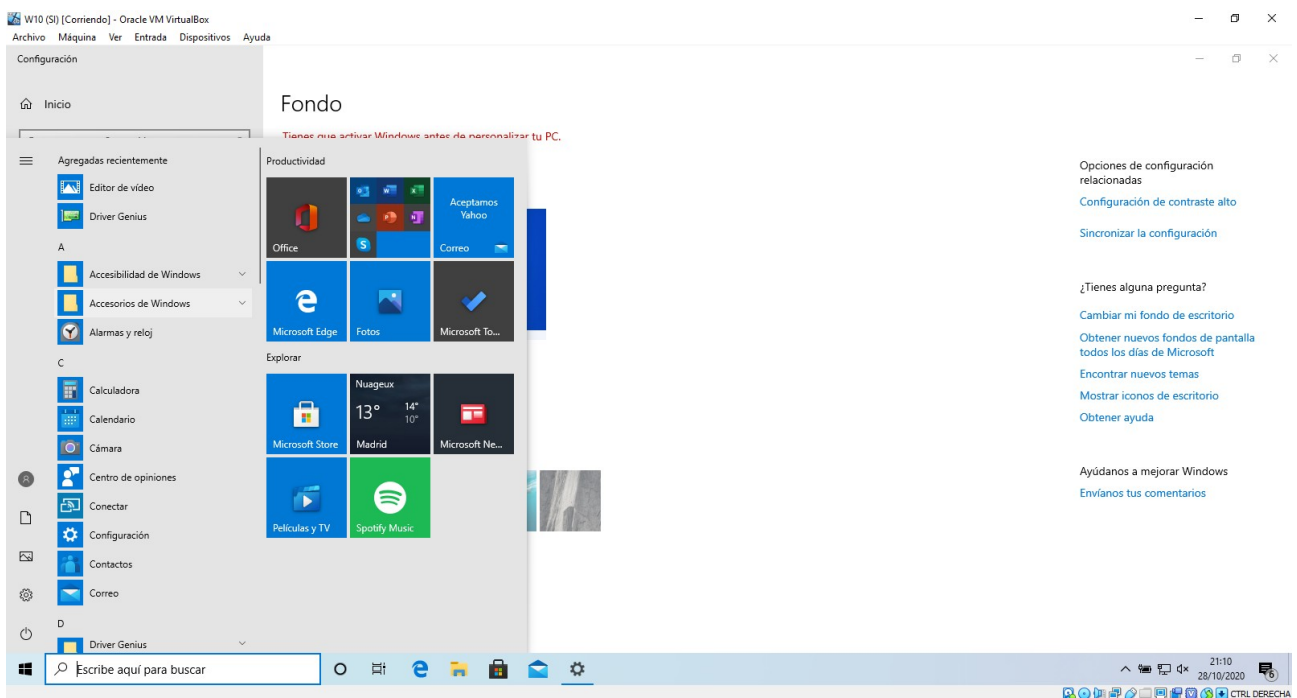 W10 (SI) [Corriendo] - Oracle VM VirtualBox
Archivo Máquina Ver Entrada Dispositivos Ayuda
Configuración
Inicio
Fondo
Tienes que activar Windows antes de personalizar tu PC.
Agregadas recientemente
Editor de vídeo
Driver Genius
A
Accesibilidad de Windows
Accesorios de Windows
Alarmas y reloj
C
Calculadora
Calendario
Cámara
Centro de opiniones
Conectar
Configuración
Contactos
Correo
D
Driver Genius
Productividad
Office
Aceptamos
Yahoo
Correo
Microsoft Edge
Fotos
Microsoft To...
Explorar
Microsoft Store
Nuageux
13° 14°
10°
Madrid
Microsoft Ne...
Películas y TV
Spotify Music
Opciones de configuración
relacionadas
Configuración de contraste alto
Sincronizar la configuración
¿Tienes alguna pregunta?
Cambiar mi fondo de escritorio
Obtener nuevos fondos de pantalla
todos los días de Microsoft
Encontrar nuevos temas
Mostrar iconos de escritorio
Obtener ayuda
Ayúdanos a mejorar Windows
Envíanos tus comentarios
Escribe aquí para buscar
21:10
28/10/2020
6
CTRL DERECHA